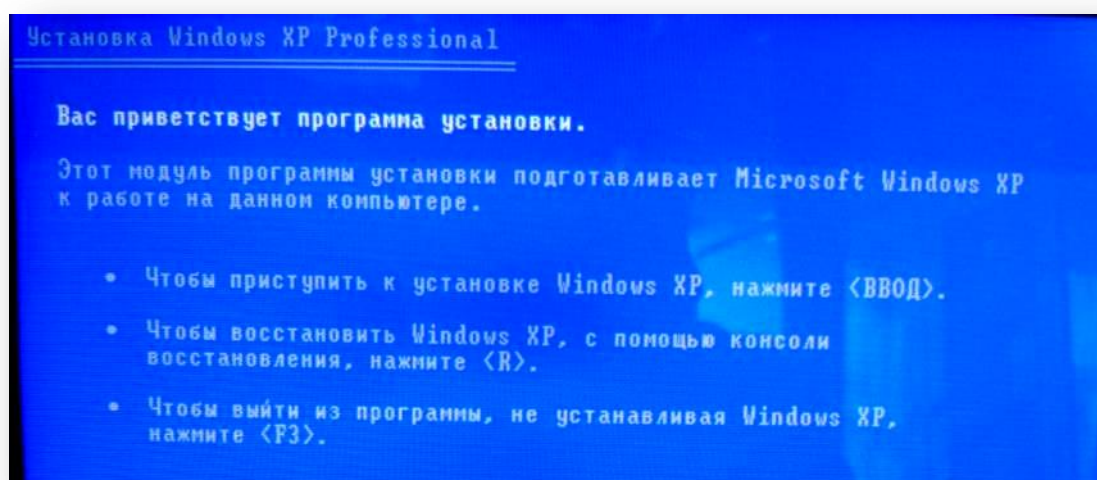 Установка Windows XP Professional
Вас приветствует программа установки.
Этот модуль программы установки подготавливает Microsoft Windows XP
к работе на данном компьютере.
• Чтобы приступить к установке Windows XP, нажмите <ВВОД>.
• Чтобы восстановить Windows XP, с помощью консоли
восстановления, нажмите <R>.
• Чтобы выйти из программы, не устанавливая Windows XP,
нажмите <F3>.